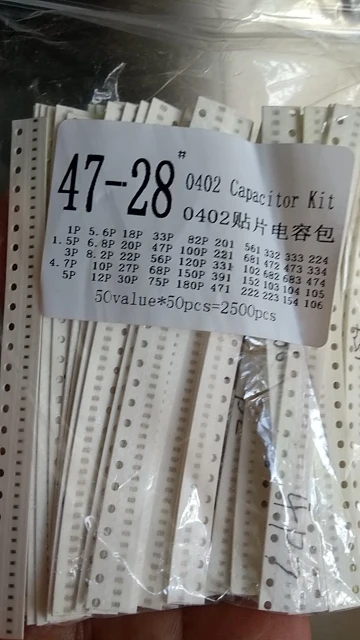 47-28#
0402 Capacitor Kit
0402贴片电容包
1P 5.6P 18P 33P 82P 201 561 332 333 224
1.5P 6.8P 20P 47P 100P 221 681 472 473 334
3P 8.2P 22P 56P 120P 331 102 682 683 474
4.7P 10P 27P 68P 150P 391 152 103 104 105
5P 12P 30P 75P 180P 471 222 223 154 106
50value*50pcs=2500pcs